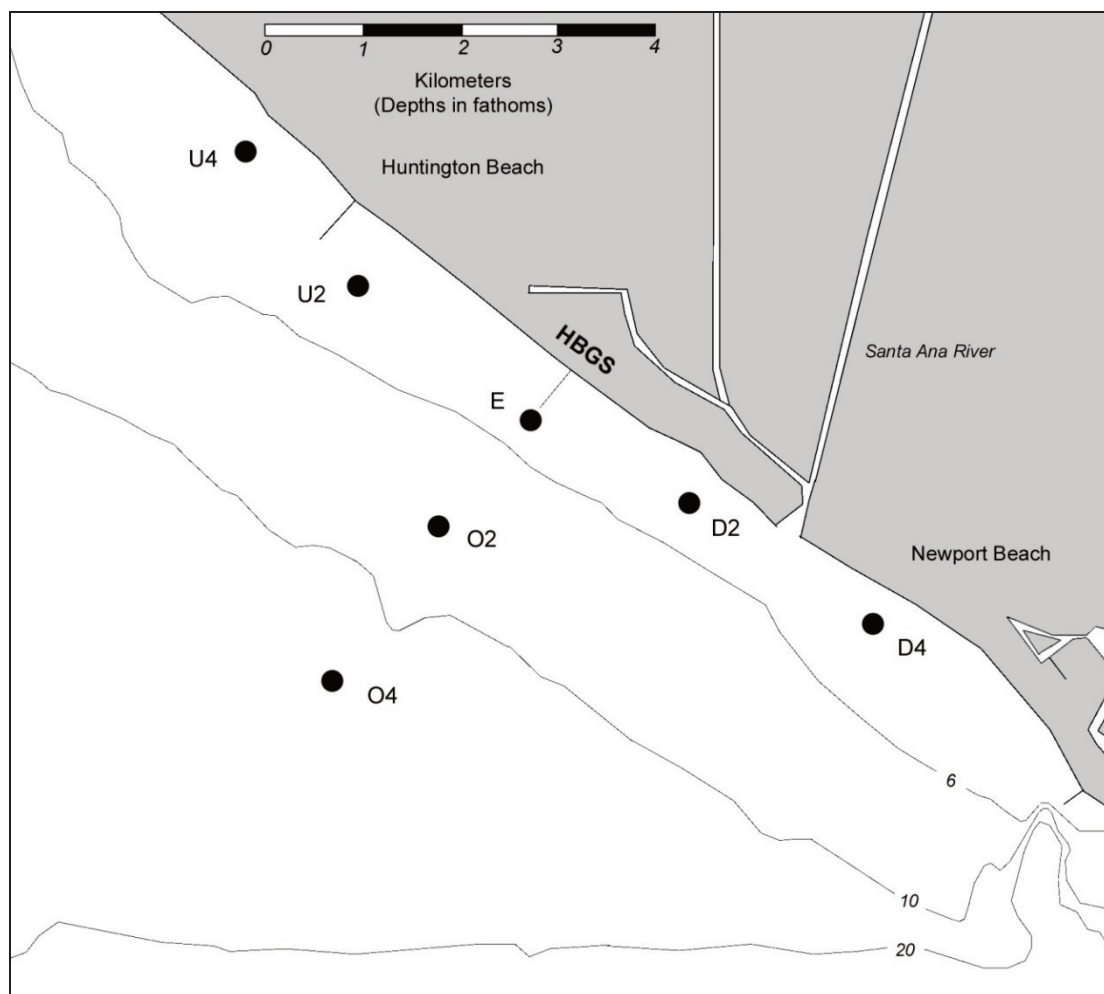 0 1 2 3 4
Kilometers
(Depths in fathoms)
U4
Huntington Beach
U2
HBGS
Santa Ana River
E
D2
O2
Newport Beach
D4
O4
6
10
20